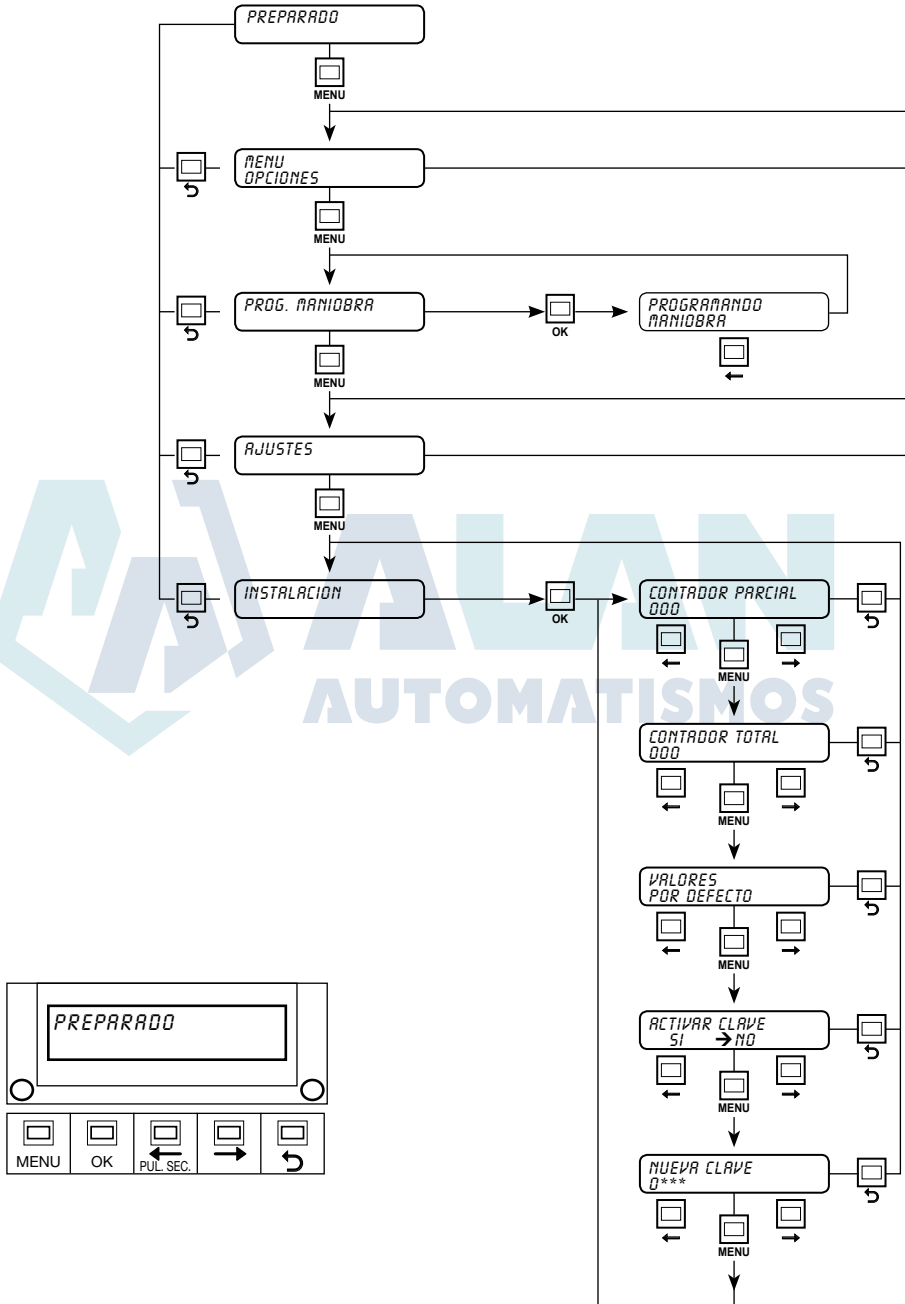 PREPARADO
MENU
MENU
OPCIONES
MENU
PROG. MANIOBRA
OK
PROGRAMANDO
MANIOBRA
MENU
AJUSTES
MENU
INSTALACION
OK
CONTADOR PARCIAL
000
MENU
ALAN
AUTOMATISMOS
CONTADOR TOTAL
000
MENU
VALORES
POR DEFECTO
MENU
ACTIVAR CLAVE
SI → NO
MENU
NUEVA CLAVE
0***
MENU
PREPARADO
MENU
OK
PUL. SEC.